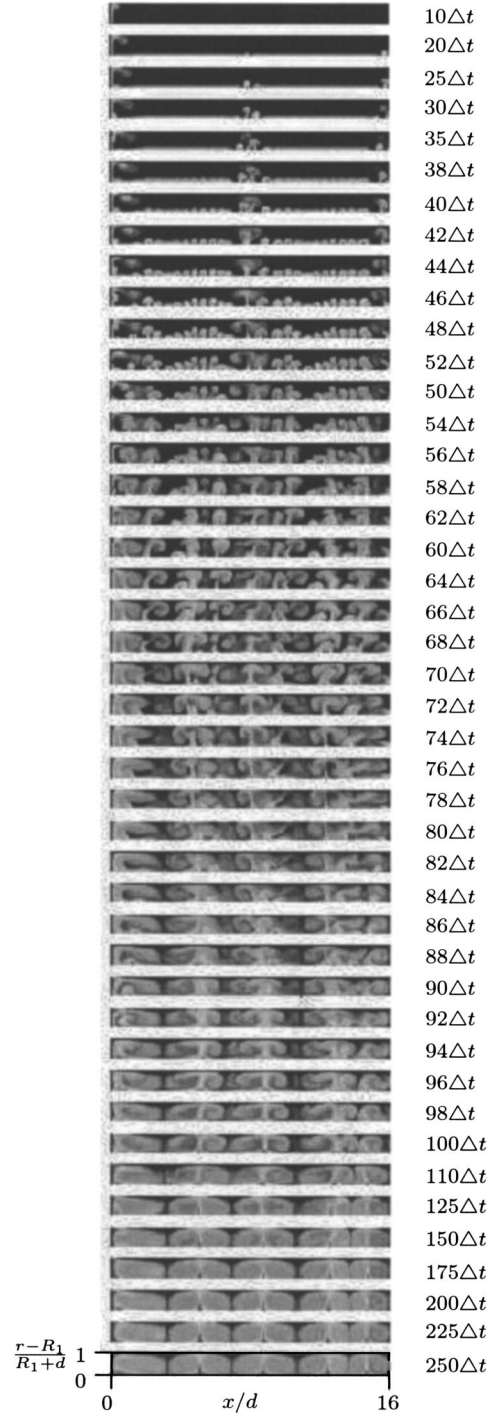 10△t
20△t
25△t
30△t
35△t
38△t
40△t
42△t
44△t
46△t
48△t
52△t
50△t
54△t
56△t
58△t
62△t
60△t
64△t
66△t
68△t
70△t
72△t
74△t
76△t
78△t
80△t
82△t
84△t
86△t
88△t
90△t
92△t
94△t
96△t
98△t
100△t
110△t
125△t
150△t
175△t
200△t
225△t
r−R₁
R₁+d
1
0
250△t
0 x/d 16